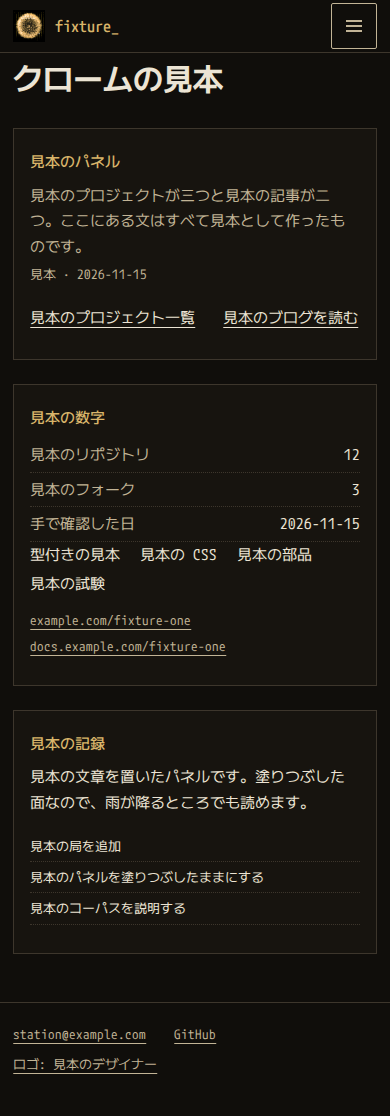 fixture_
クロームの見本
見本のパネル
見本のプロジェクトが三つと見本の記事が二
つ。ここにある文はすべて見本として作ったも
のです。
見本 · 2026-11-15
見本のプロジェクト一覧 見本のブログを読む
見本の数字
見本のリポジトリ 12
見本のフォーク 3
手で確認した日 2026-11-15
型付きの見本 見本の CSS 見本の部品
見本の試験
example.com/fixture-one
docs.example.com/fixture-one
見本の記録
見本の文章を置いたパネルです。塗りつぶした
面なので、雨が降るところでも読めます。
見本の局を追加
見本のパネルを塗りつぶしたままにする
見本のコーパスを説明する
station@example.com GitHub
ロゴ: 見本のデザイナー